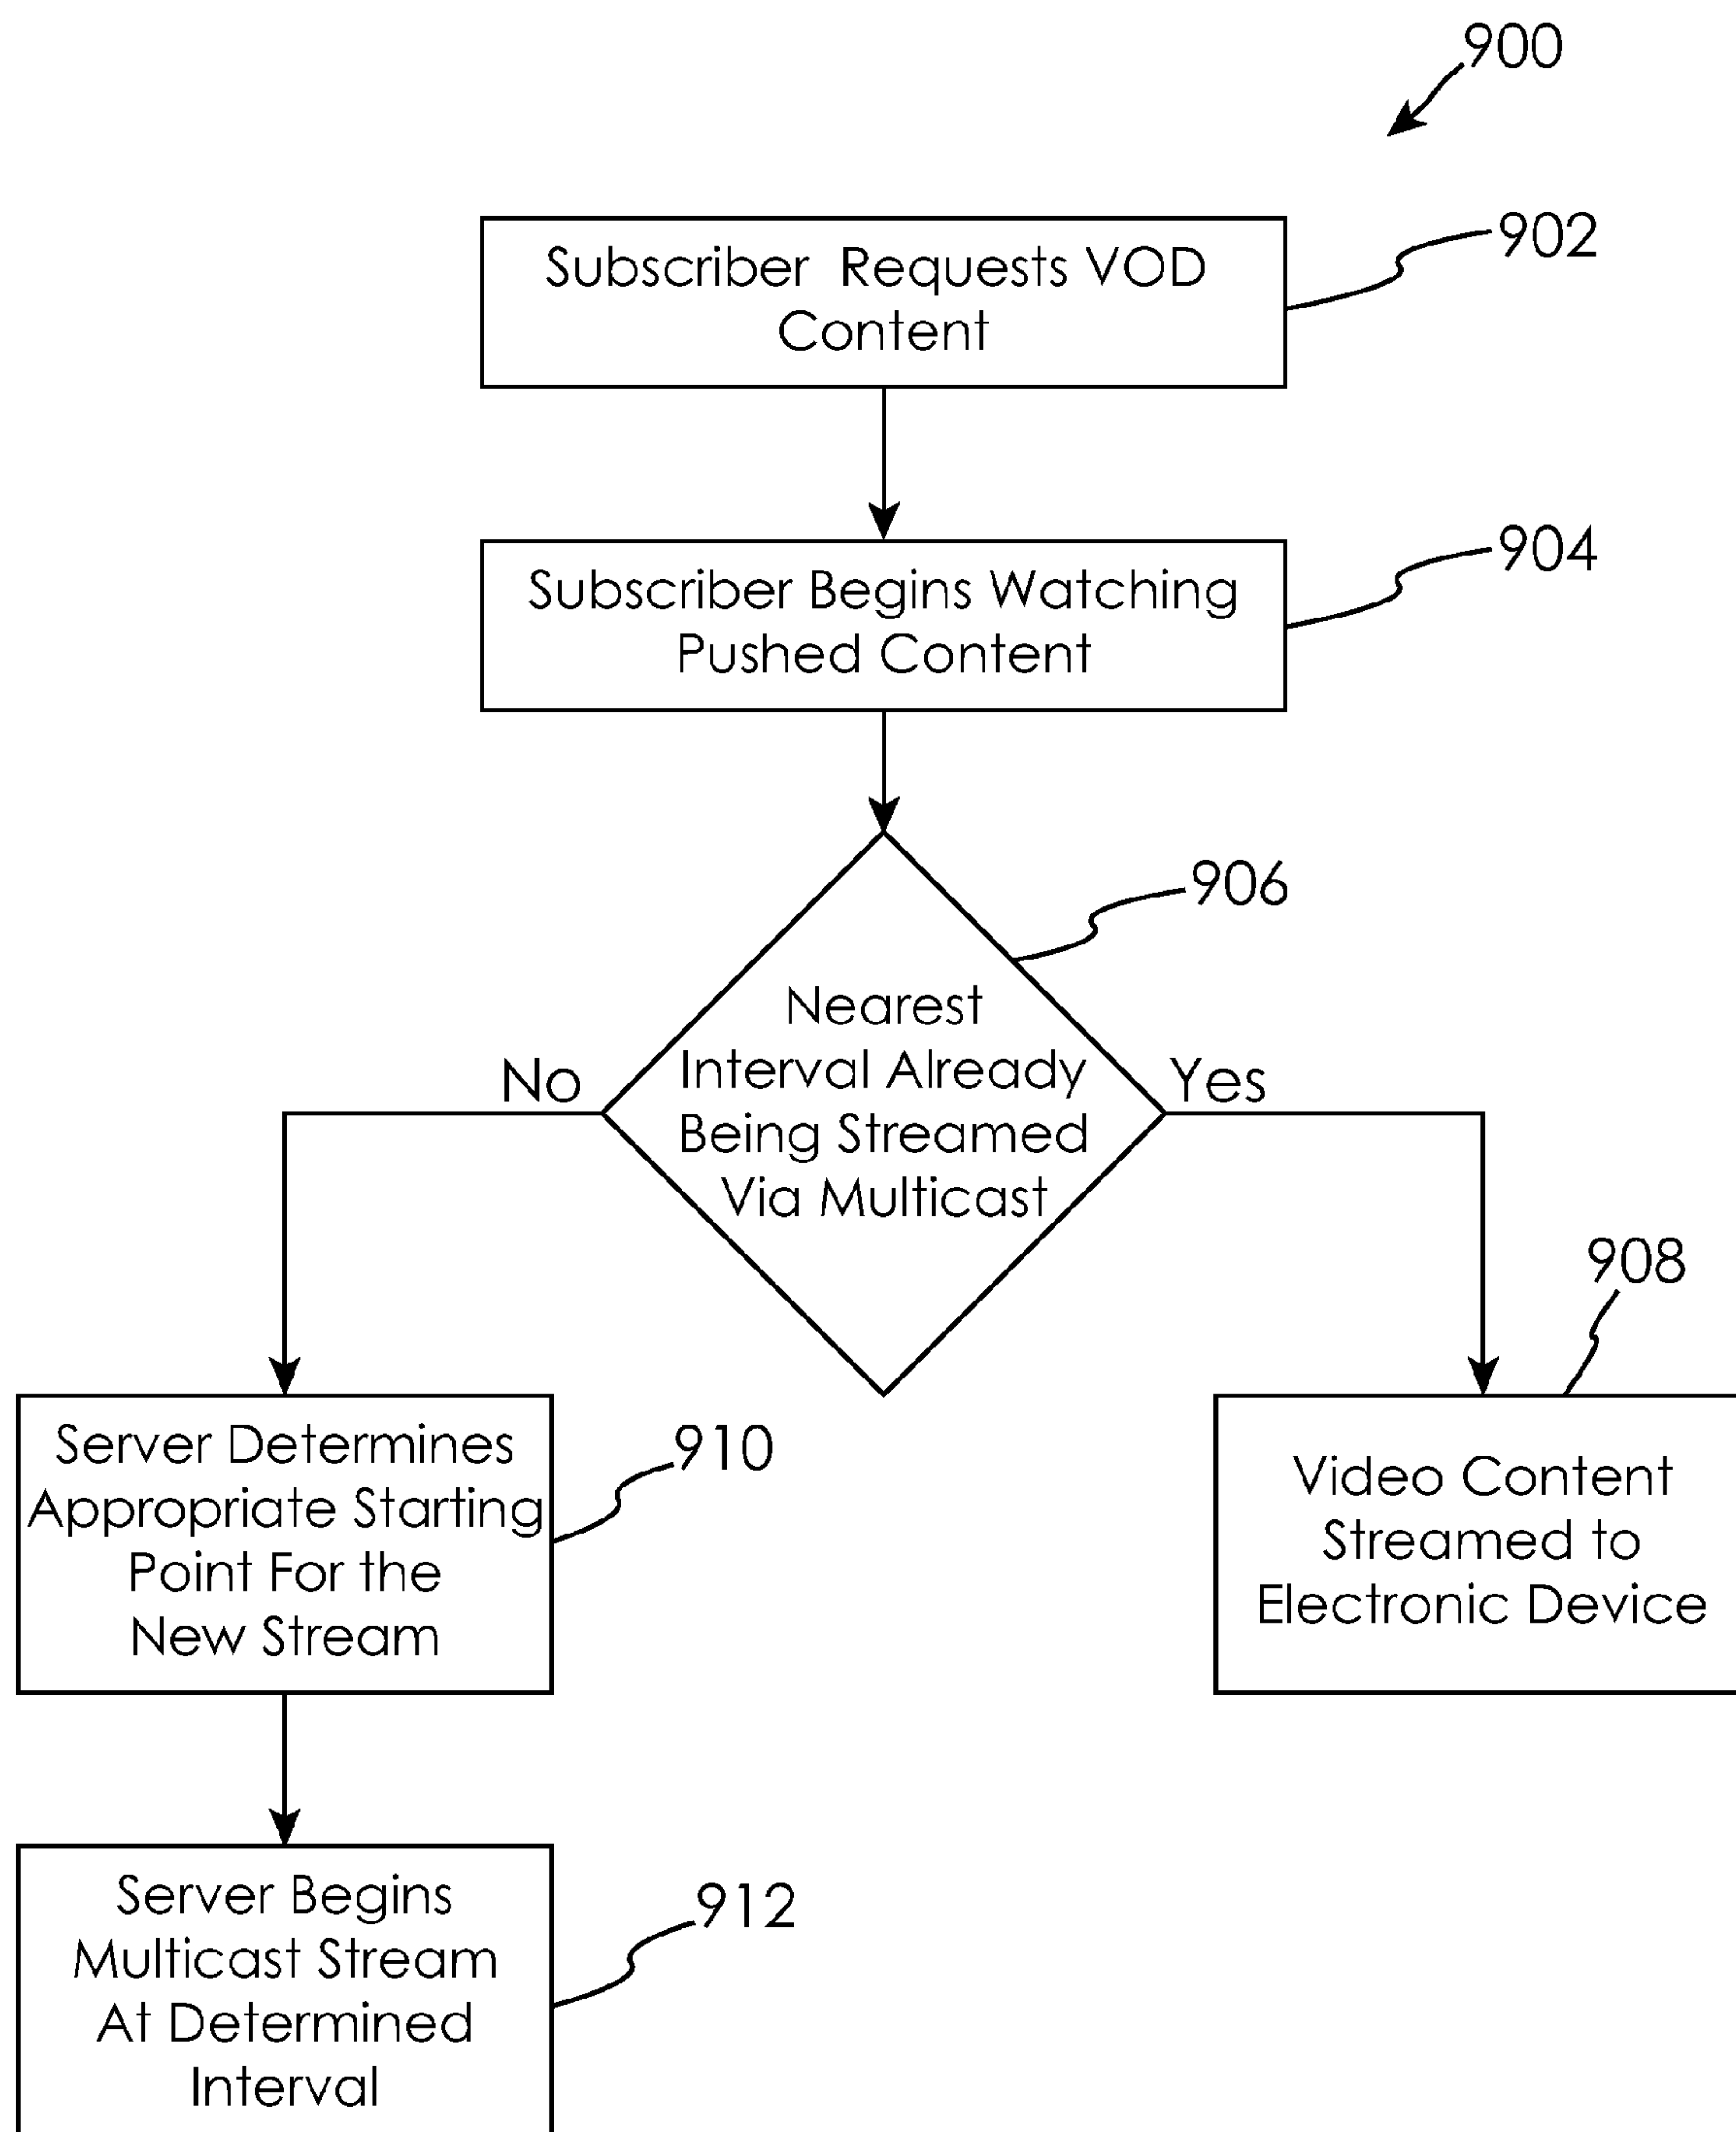 900
Subscriber Requests VOD
Content
902
Subscriber Begins Watching
Pushed Content
904
906
Nearest
Interval Already
Being Streamed
Via Multicast
No
Yes
908
Server Determines
Appropriate Starting
Point For the
New Stream
910
Video Content
Streamed to
Electronic Device
Server Begins
Multicast Stream
At Determined
Interval
912